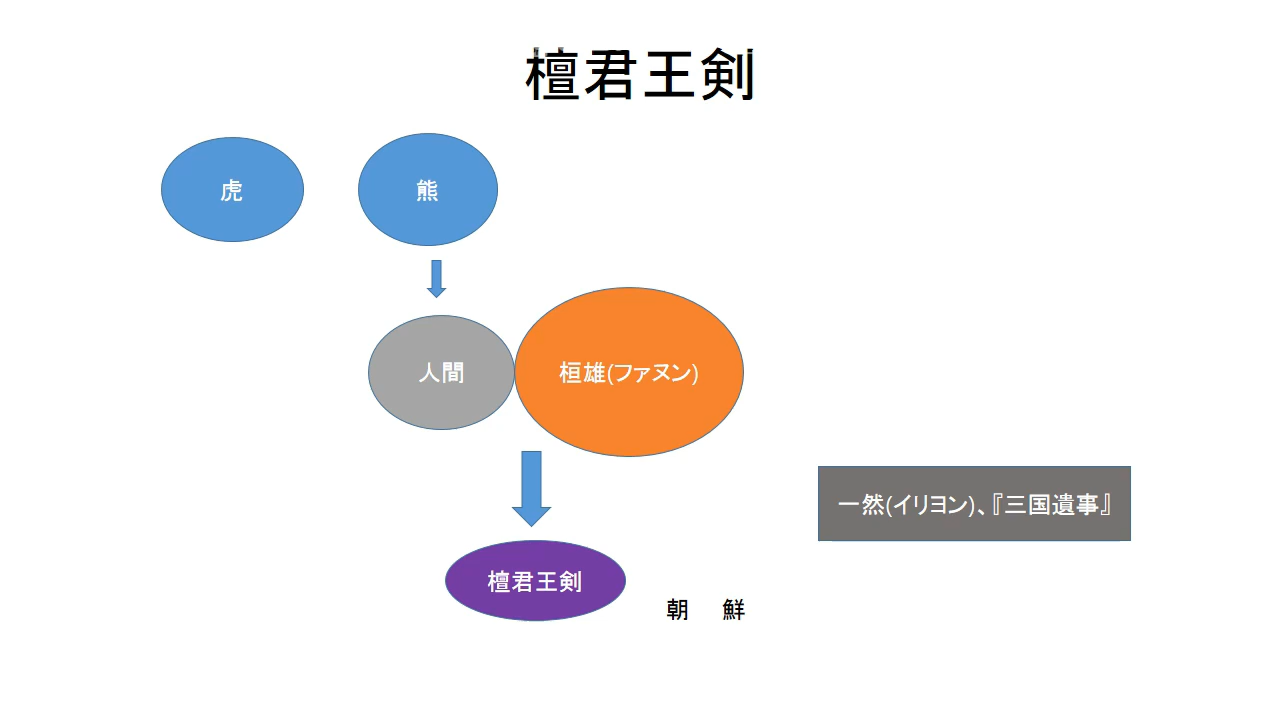 檀君王剣
虎
熊
人間
桓雄(ファヌン)
一然(イリヨン)、『三国遺事』
檀君王剣
朝 鮮